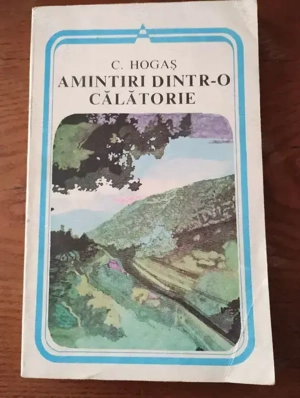 C. HOGAȘ
AMINTIRI DINTR-O
CĂLĂTORIE